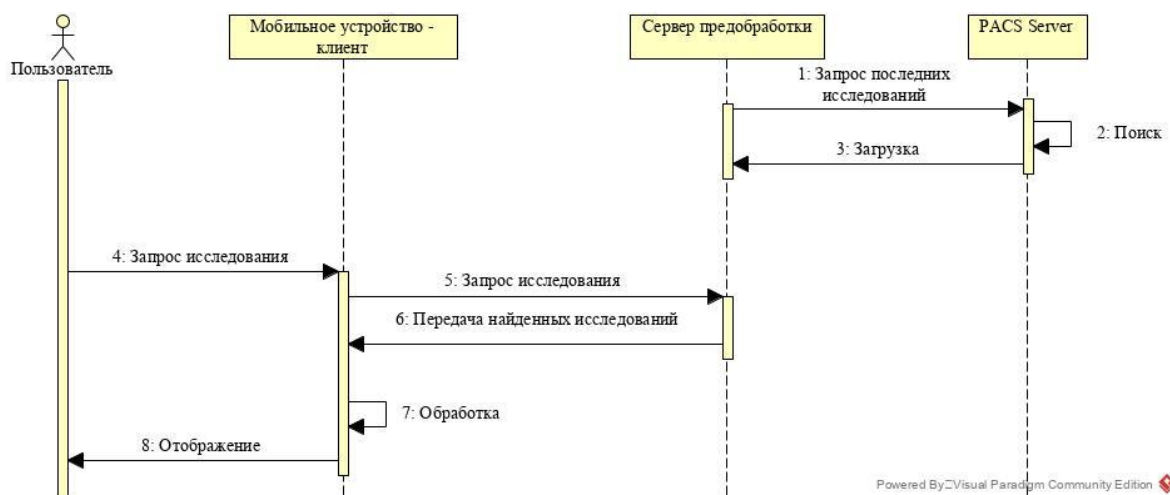 Пользователь
Мобильное устройство -
клиент
Сервер предобработки
PACS Server
1: Запрос последних
исследований
2: Поиск
3: Загрузка
4: Запрос исследования
5: Запрос исследования
6: Передача найденных исследований
7: Обработка
8: Отображение
Powered By Visual Paradigm Community Edition